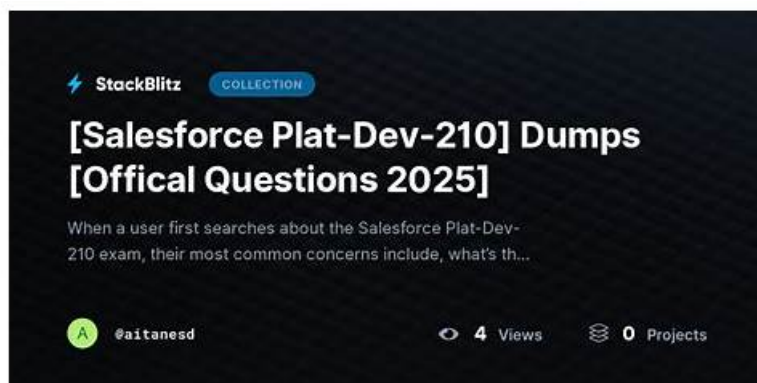 StackBlitz COLLECTION
[Salesforce Plat-Dev-210] Dumps
[Offical Questions 2025]
When a user first searches about the Salesforce Plat-Dev-
210 exam, their most common concerns include, what's th...
A @aitanesd 4 Views 0 Projects